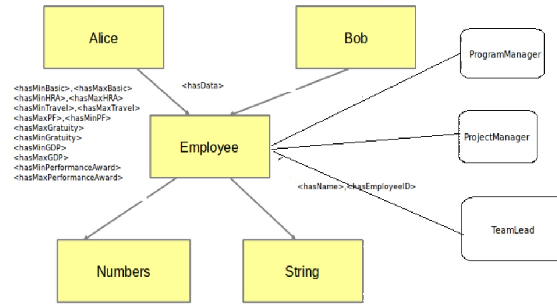 Alice
Bob
ProgramManager
<hasData>
<hasMinBasic>,<hasMaxBasic>
<hasMinHRA>,<hasMaxHRA>
<hasMinTravel>,<hasMaxTravel>
<hasMaxPF>,<hasMinPF>
<hasMaxGratuity>
<hasMinGratuity>
<hasMinGDP>
<hasMaxGDP>
<hasMinPerformanceAward>
<hasMaxPerformanceAward>
Employee
ProjectManager
<hasName>,<hasEmployeeID>
TeamLead
Numbers
String